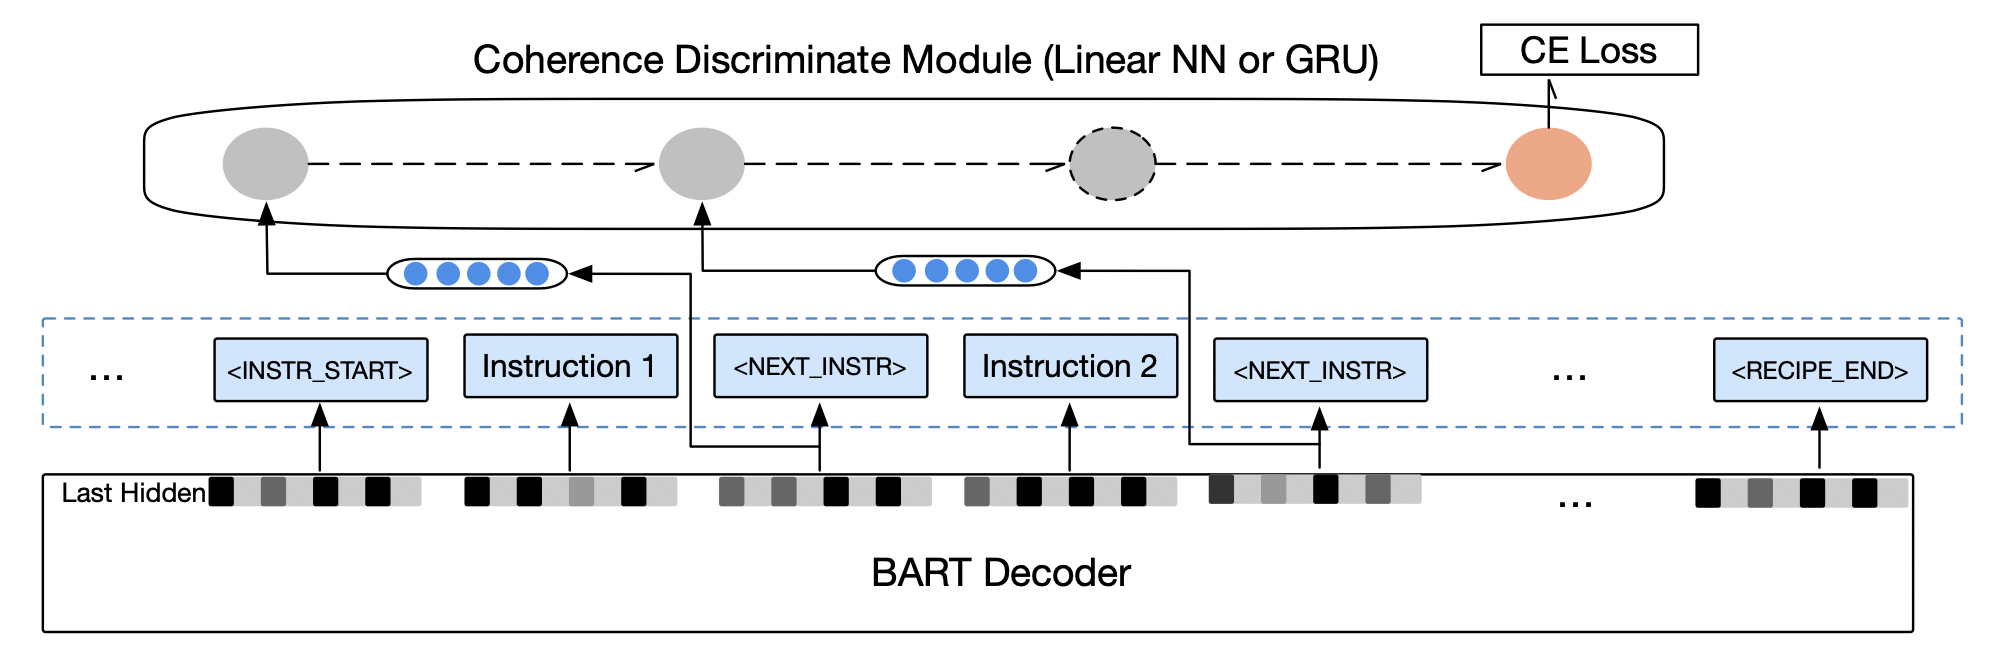 CE Loss
Coherence Discriminate Module (Linear NN or GRU)
... <INSTR_START> Instruction 1 <NEXT_INSTR> Instruction 2 <NEXT_INSTR> ... <RECIPE_END>
Last Hidden ...
BART Decoder